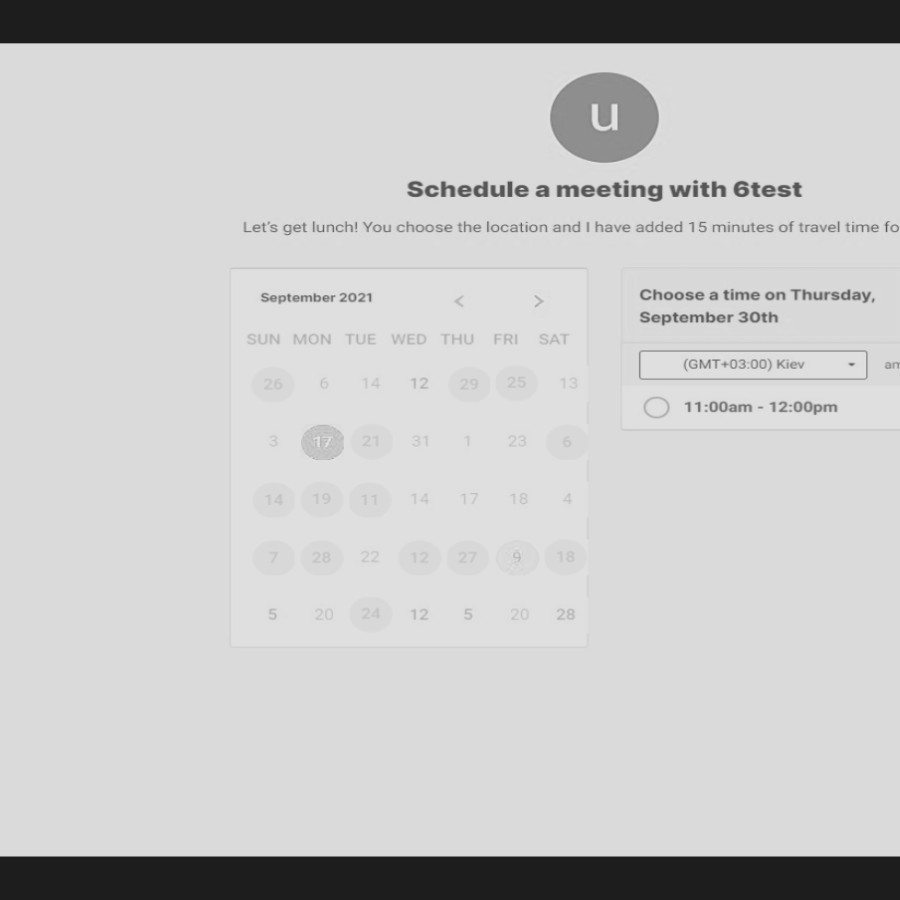 u
Schedule a meeting with 6test
Let's get lunch! You choose the location and I have added 15 minutes of travel time fo
September 2021 < >
SUN MON TUE WED THU FRI SAT
26 6 14 12 29 25 13
3 17 21 31 1 23 6
14 19 11 14 17 18 4
7 28 22 12 27 9 18
5 20 24 12 5 20 28
Choose a time on Thursday,
September 30th
(GMT+03:00) Kiev am
11:00am - 12:00pm